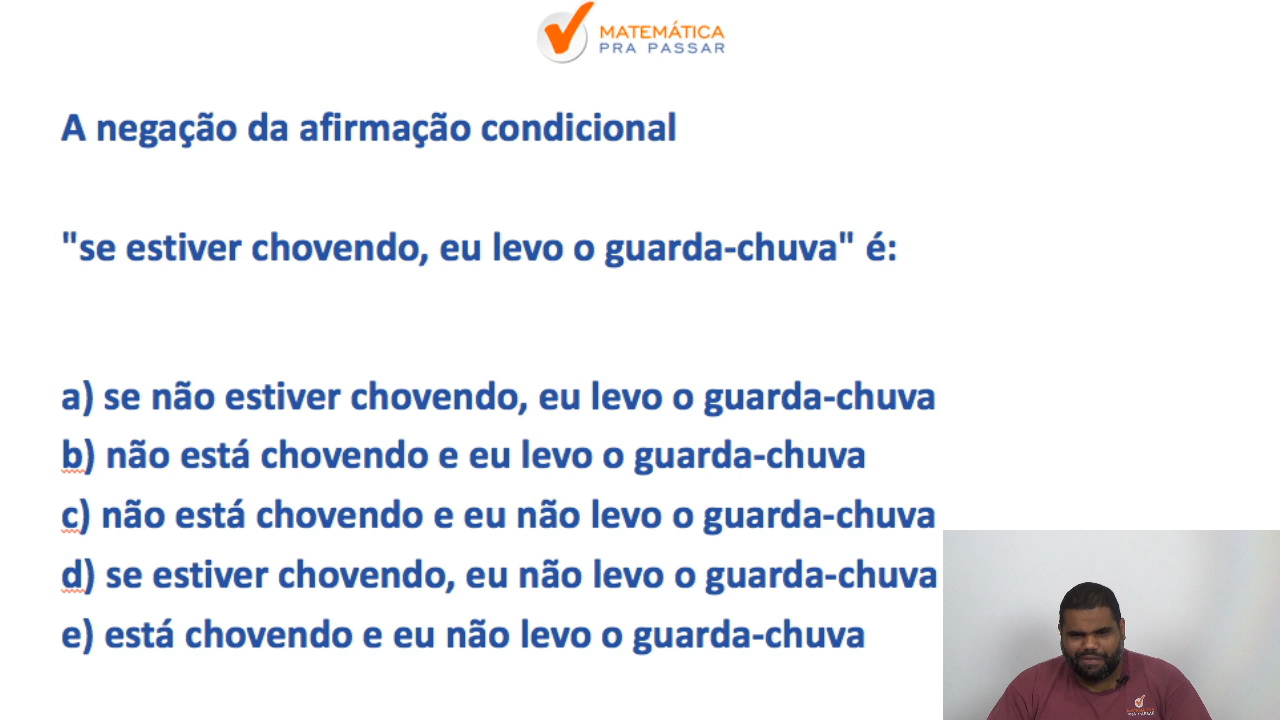 MATEMÁTICA
PRA PASSAR
A negação da afirmação condicional
"se estiver chovendo, eu levo o guarda-chuva" é:
a) se não estiver chovendo, eu levo o guarda-chuva
b) não está chovendo e eu levo o guarda-chuva
c) não está chovendo e eu não levo o guarda-chuva
d) se estiver chovendo, eu não levo o guarda-chuva
e) está chovendo e eu não levo o guarda-chuva